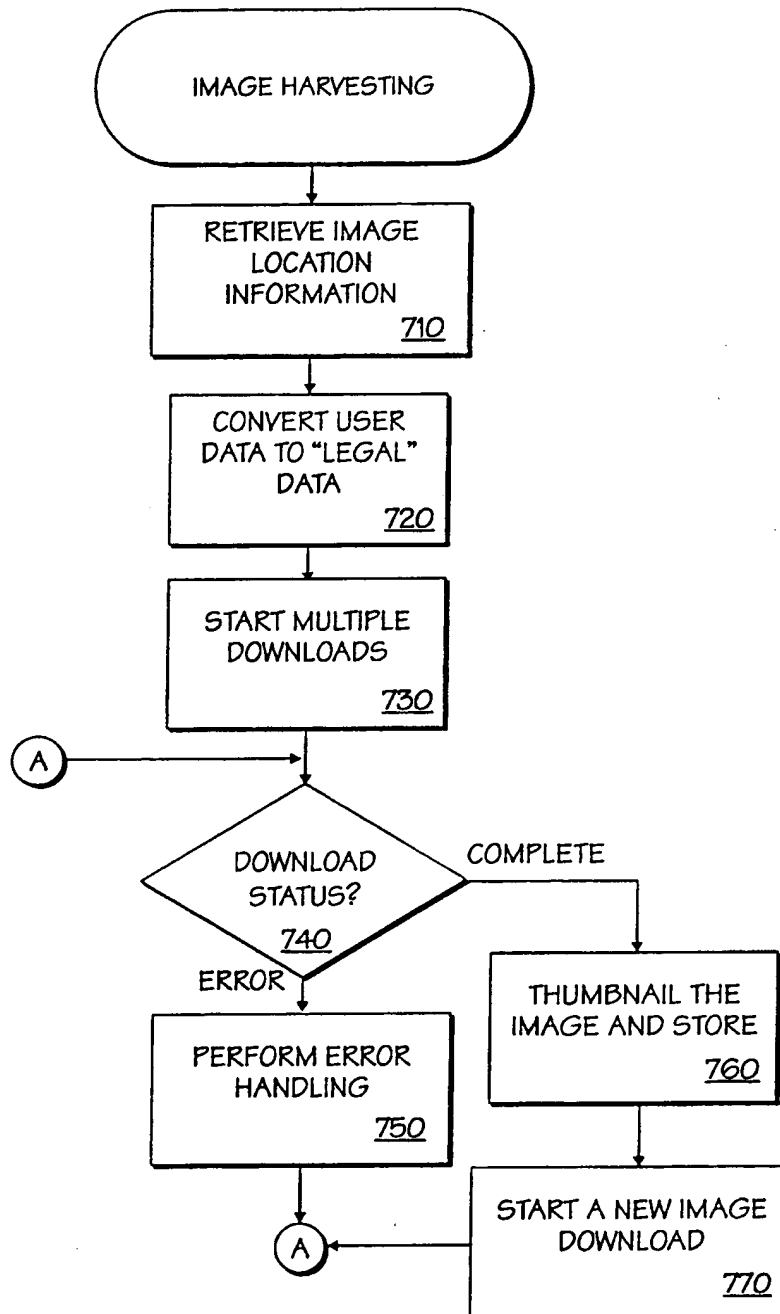 IMAGE HARVESTING
RETRIEVE IMAGE
LOCATION
INFORMATION
710
CONVERT USER
DATA TO “LEGAL”
DATA
720
START MULTIPLE
DOWNLOADS
730
A
DOWNLOAD
STATUS?
740
COMPLETE
ERROR
THUMBNAIL THE
IMAGE AND STORE
760
PERFORM ERROR
HANDLING
750
START A NEW IMAGE
DOWNLOAD
770
A